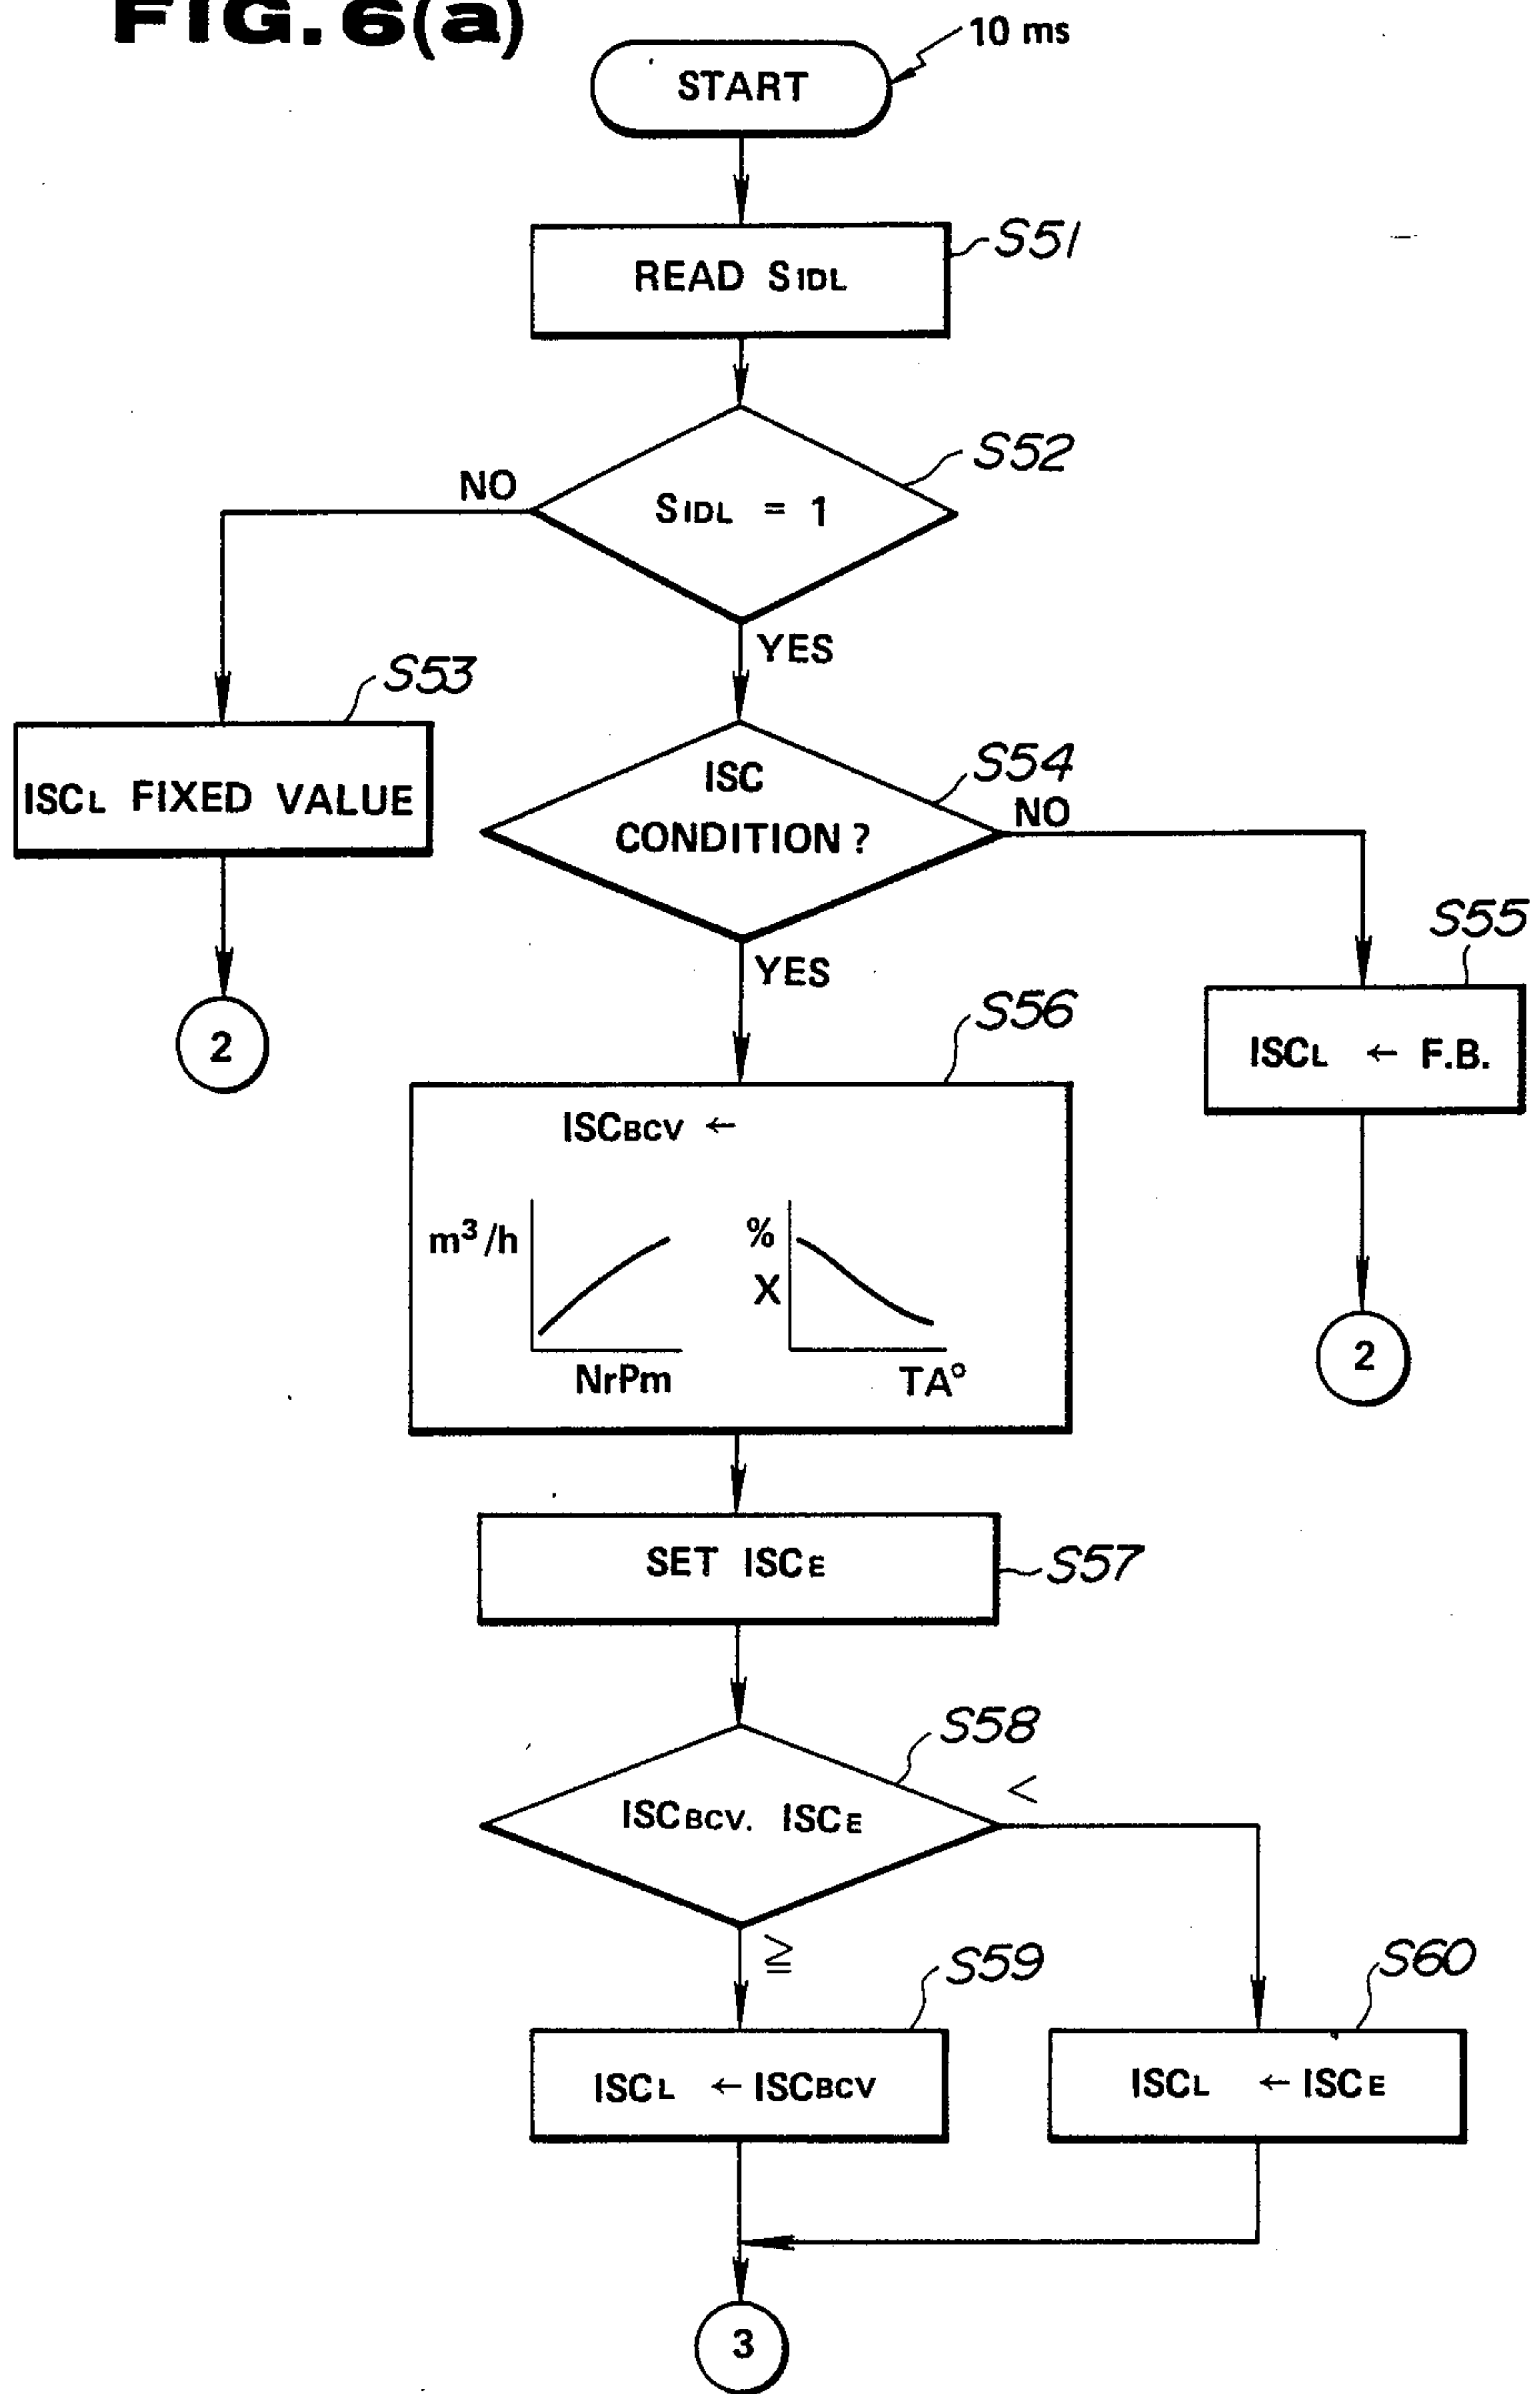 FIG. 6(a)
10 ms
START
S51
READ SIDL
S52
NO
SIDL = 1
YES
S53
ISCL FIXED VALUE
2
S54
ISC
CONDITION ?
NO
YES
S55
ISCL ← F.B.
2
S56
ISCBCV ←
m³/h
NrPm
%
X
TA°
SET ISCE
S57
S58
ISCBCV. ISCE
<
≧
S59
ISCL ← ISCBCV
S60
ISCL ← ISCE
3